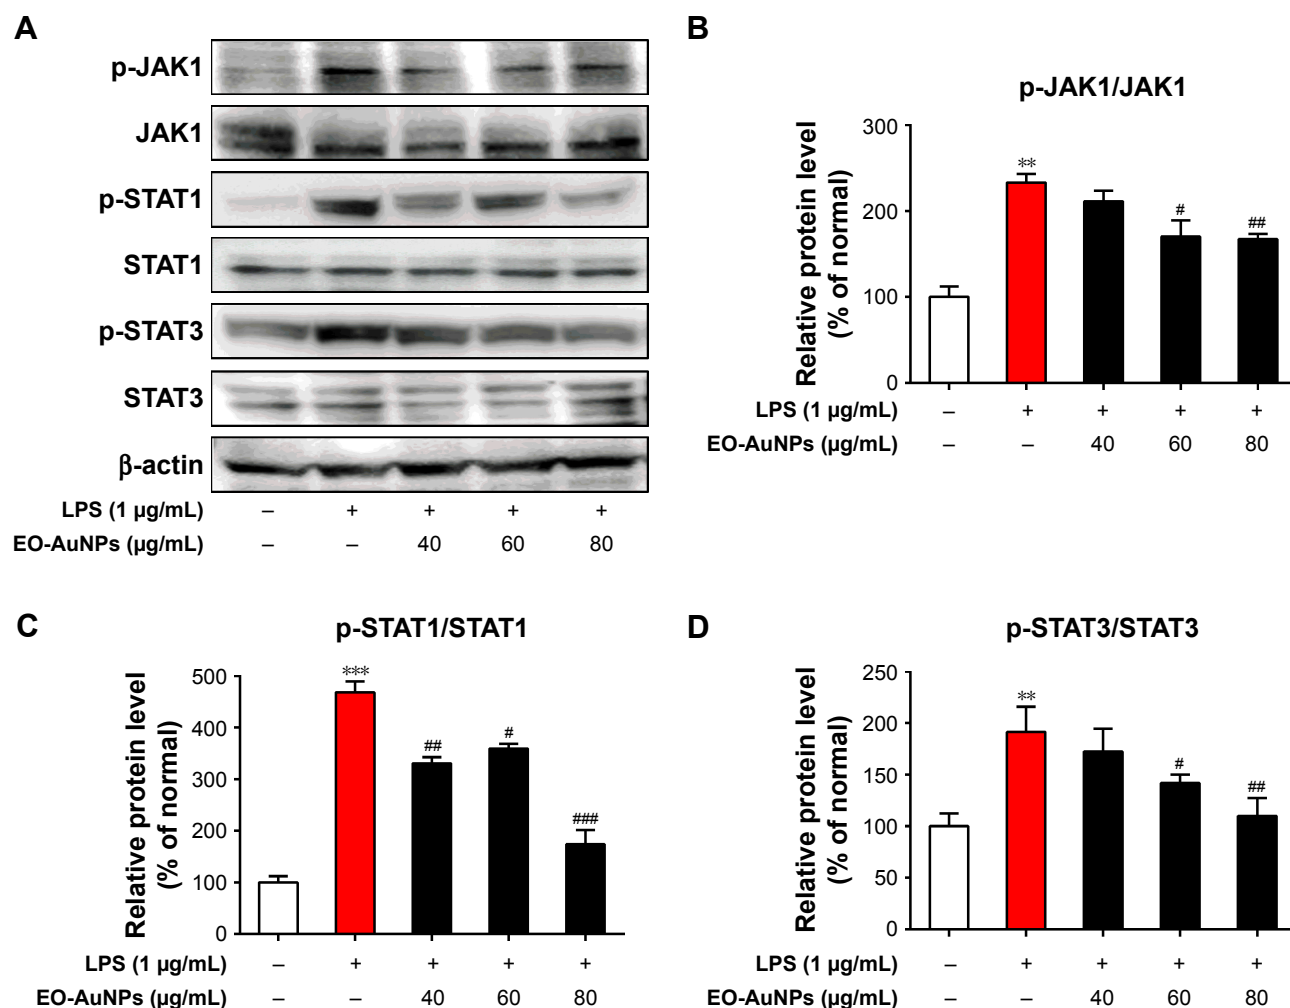 A
p-JAK1
JAK1
p-STAT1
STAT1
p-STAT3
STAT3
β-actin
LPS (1 µg/mL) – + + + +
EO-AuNPs (µg/mL) – – 40 60 80
B
p-JAK1/JAK1
Relative protein level
(% of normal)
300
200
100
0
**
#
##
LPS (1 µg/mL) – + + + +
EO-AuNPs (µg/mL) – – 40 60 80
C
p-STAT1/STAT1
Relative protein level
(% of normal)
500
400
300
200
100
0
***
##
#
###
LPS (1 µg/mL) – + + + +
EO-AuNPs (µg/mL) – – 40 60 80
D
p-STAT3/STAT3
Relative protein level
(% of normal)
250
200
150
100
50
0
**
#
##
LPS (1 µg/mL) – + + + +
EO-AuNPs (µg/mL) – – 40 60 80